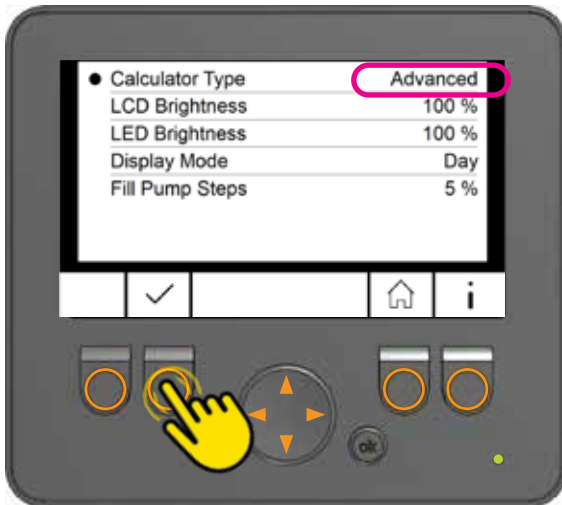 Calculator Type Advanced
LCD Brightness 100 %
LED Brightness 100 %
Display Mode Day
Fill Pump Steps 5 %
i
ok